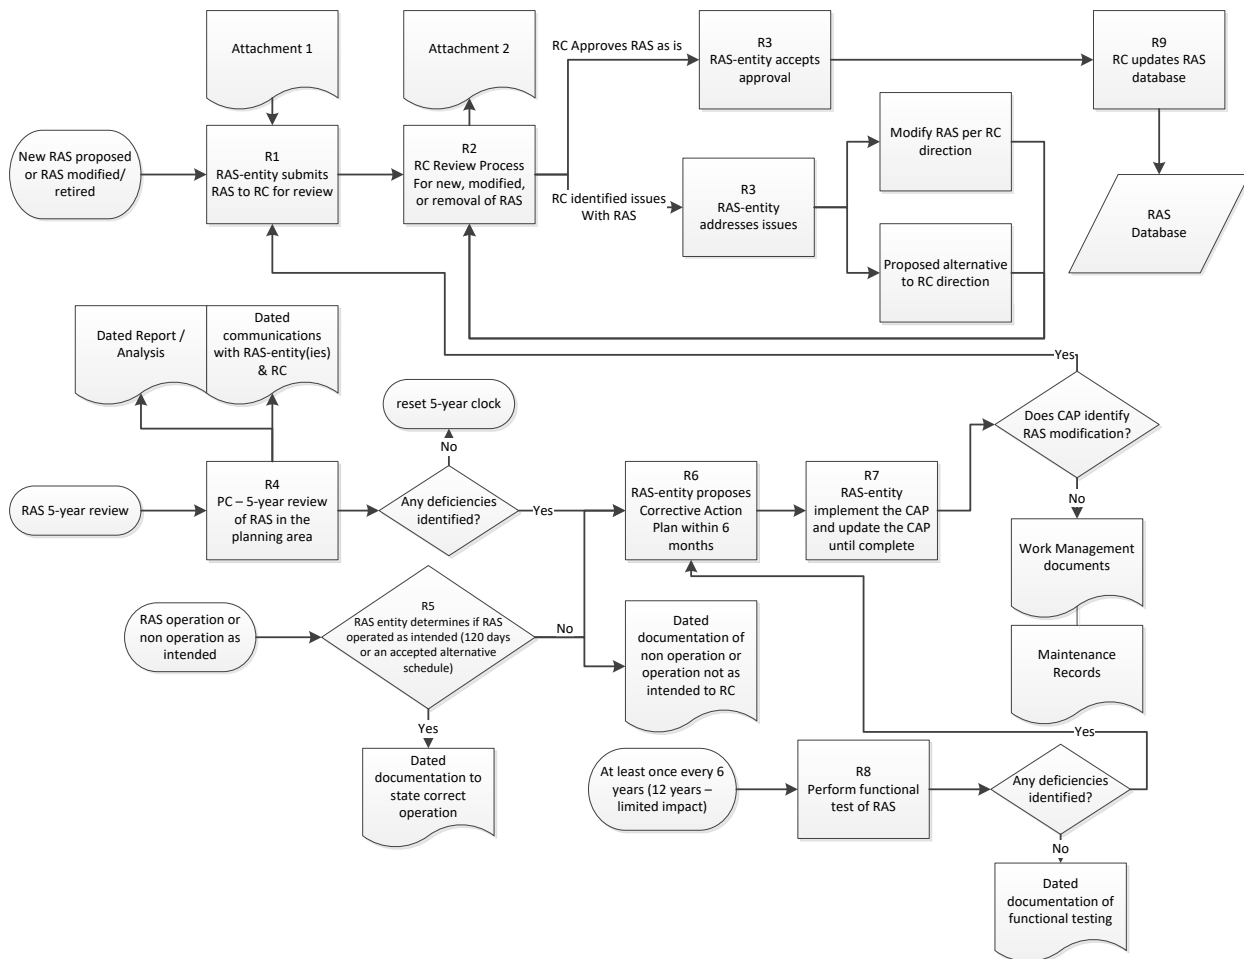 Attachment 1
Attachment 2
RC Approves RAS as is
R3
RAS-entity accepts
approval
R9
RC updates RAS
database
New RAS proposed
or RAS modified/
retired
R1
RAS-entity submits
RAS to RC for review
R2
RC Review Process
For new, modified,
or removal of RAS
RC identified issues
With RAS
R3
RAS-entity
addresses issues
Modify RAS per RC
direction
Proposed alternative
to RC direction
RAS
Database
Dated Report /
Analysis
Dated
communications
with RAS-entity(ies)
& RC
reset 5-year clock
No
Yes
Does CAP identify
RAS modification?
No
RAS 5-year review
R4
PC – 5-year review
of RAS in the
planning area
Any deficiencies
identified?
Yes
R6
RAS-entity proposes
Corrective Action
Plan within 6
months
R7
RAS-entity
implement the CAP
and update the CAP
until complete
Work Management
documents
Maintenance
Records
RAS operation or
non operation as
intended
R5
RAS entity determines if RAS
operated as intended (120 days
or an accepted alternative
schedule)
No
Dated
documentation of
non operation or
operation not as
intended to RC
Yes
Dated
documentation to
state correct
operation
At least once every 6
years (12 years –
limited impact)
R8
Perform functional
test of RAS
Any deficiencies
identified?
Yes
No
Dated
documentation of
functional testing